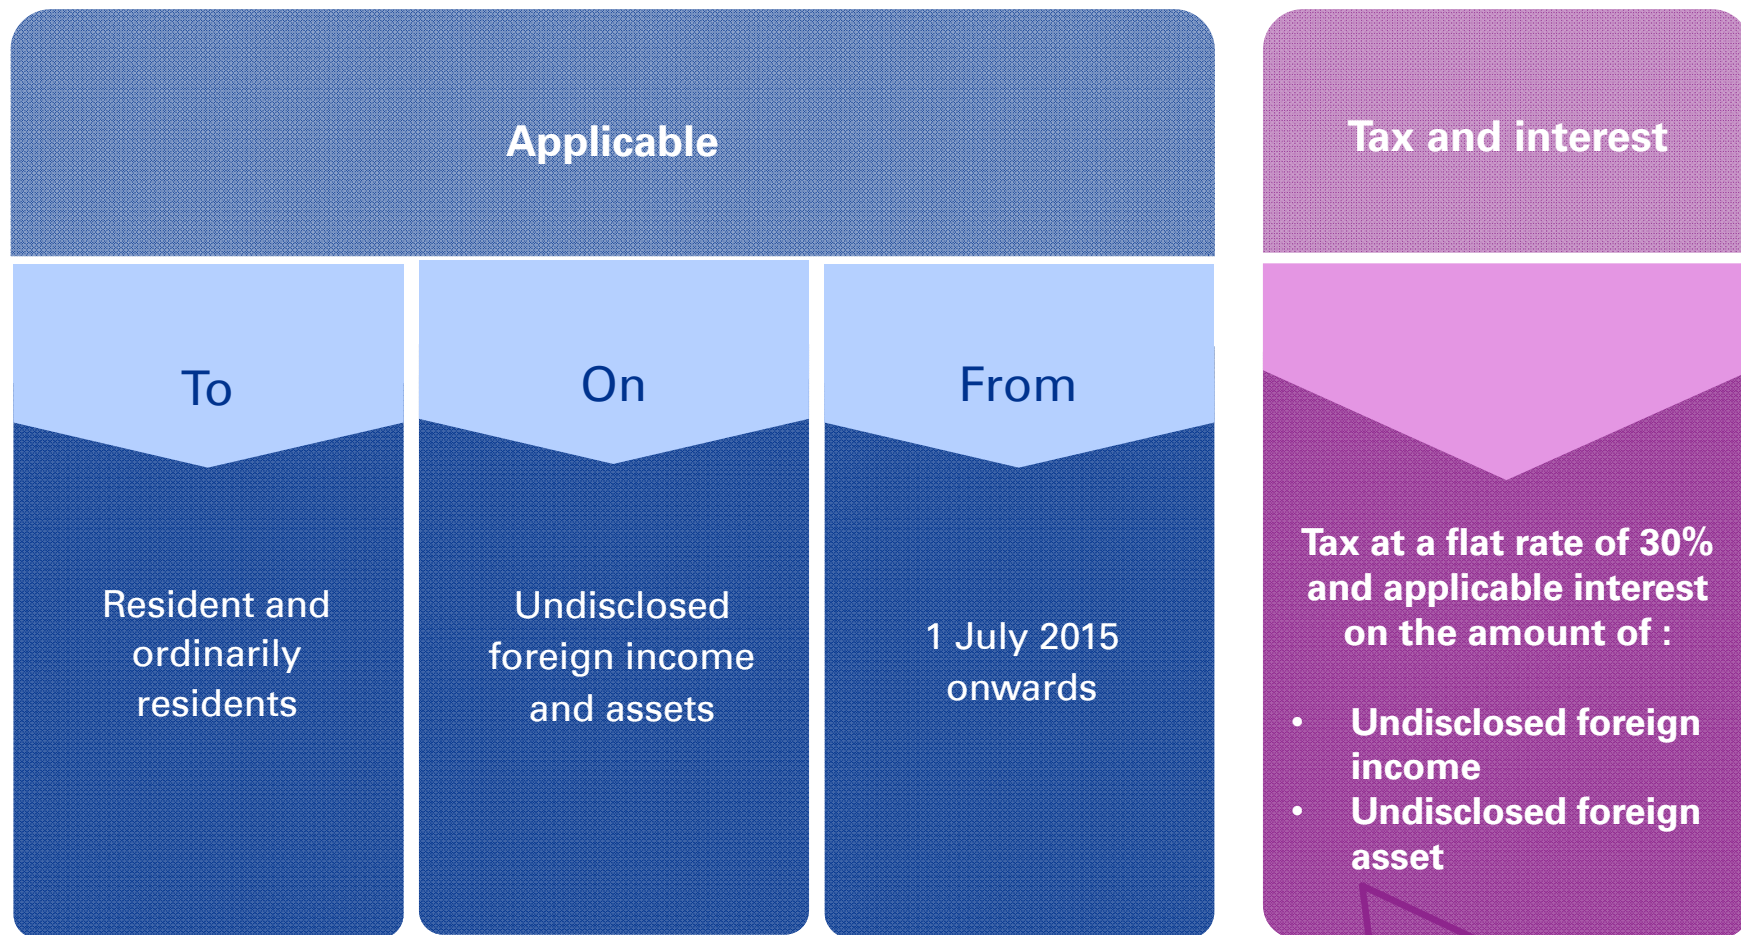 Applicable
To
Resident and
ordinarily
residents
On
Undisclosed
foreign income
and assets
From
1 July 2015
onwards
Tax and interest
Tax at a flat rate of 30%
and applicable interest
on the amount of :
• Undisclosed foreign
income
• Undisclosed foreign
asset